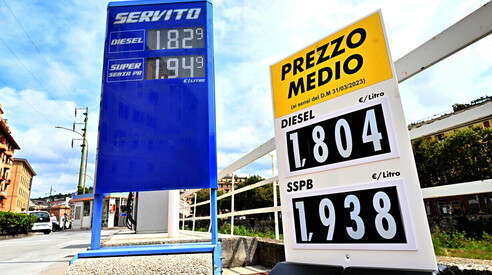 SERVITO
DIESEL 1.829
SUPER SENZA PB 1.949
€/LITRO
PREZZO
MEDIO
(ai sensi del D.M 31/03/2023)
€/Litro
DIESEL
1,804
€/Litro
SSPB
1,938